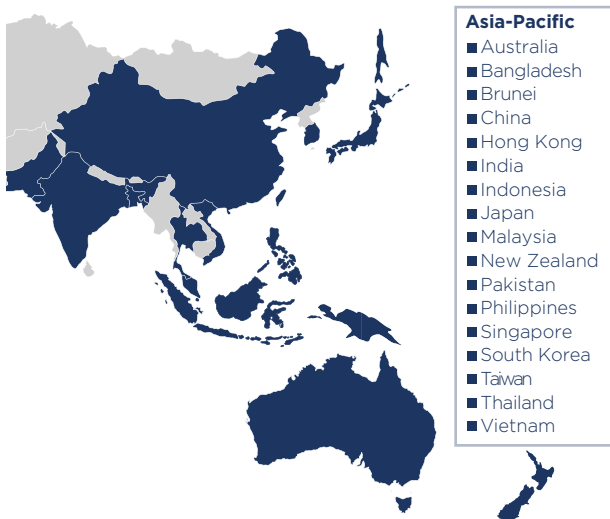 Asia-Pacific
Australia
Bangladesh
Brunei
China
Hong Kong
India
Indonesia
Japan
Malaysia
New Zealand
Pakistan
Philippines
Singapore
South Korea
Taiwan
Thailand
Vietnam